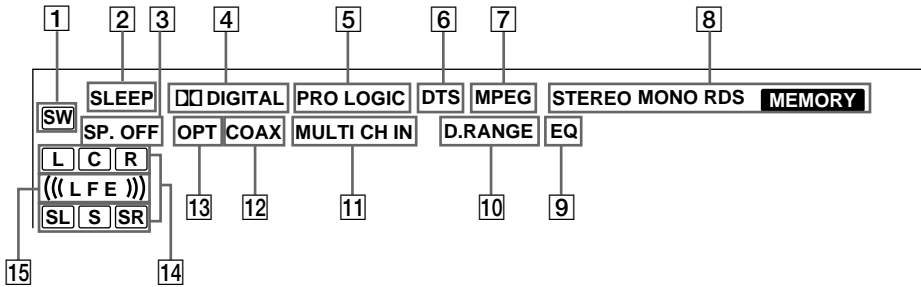 1 2 3 4 5 6 7 8
SLEEP DIGITAL PRO LOGIC DTS MPEG STEREO MONO RDS MEMORY
SW
SP. OFF OPT COAX MULTI CH IN D.RANGE EQ
L C R
((( L F E )))
SL S SR
13 12 11 10 9
15 14